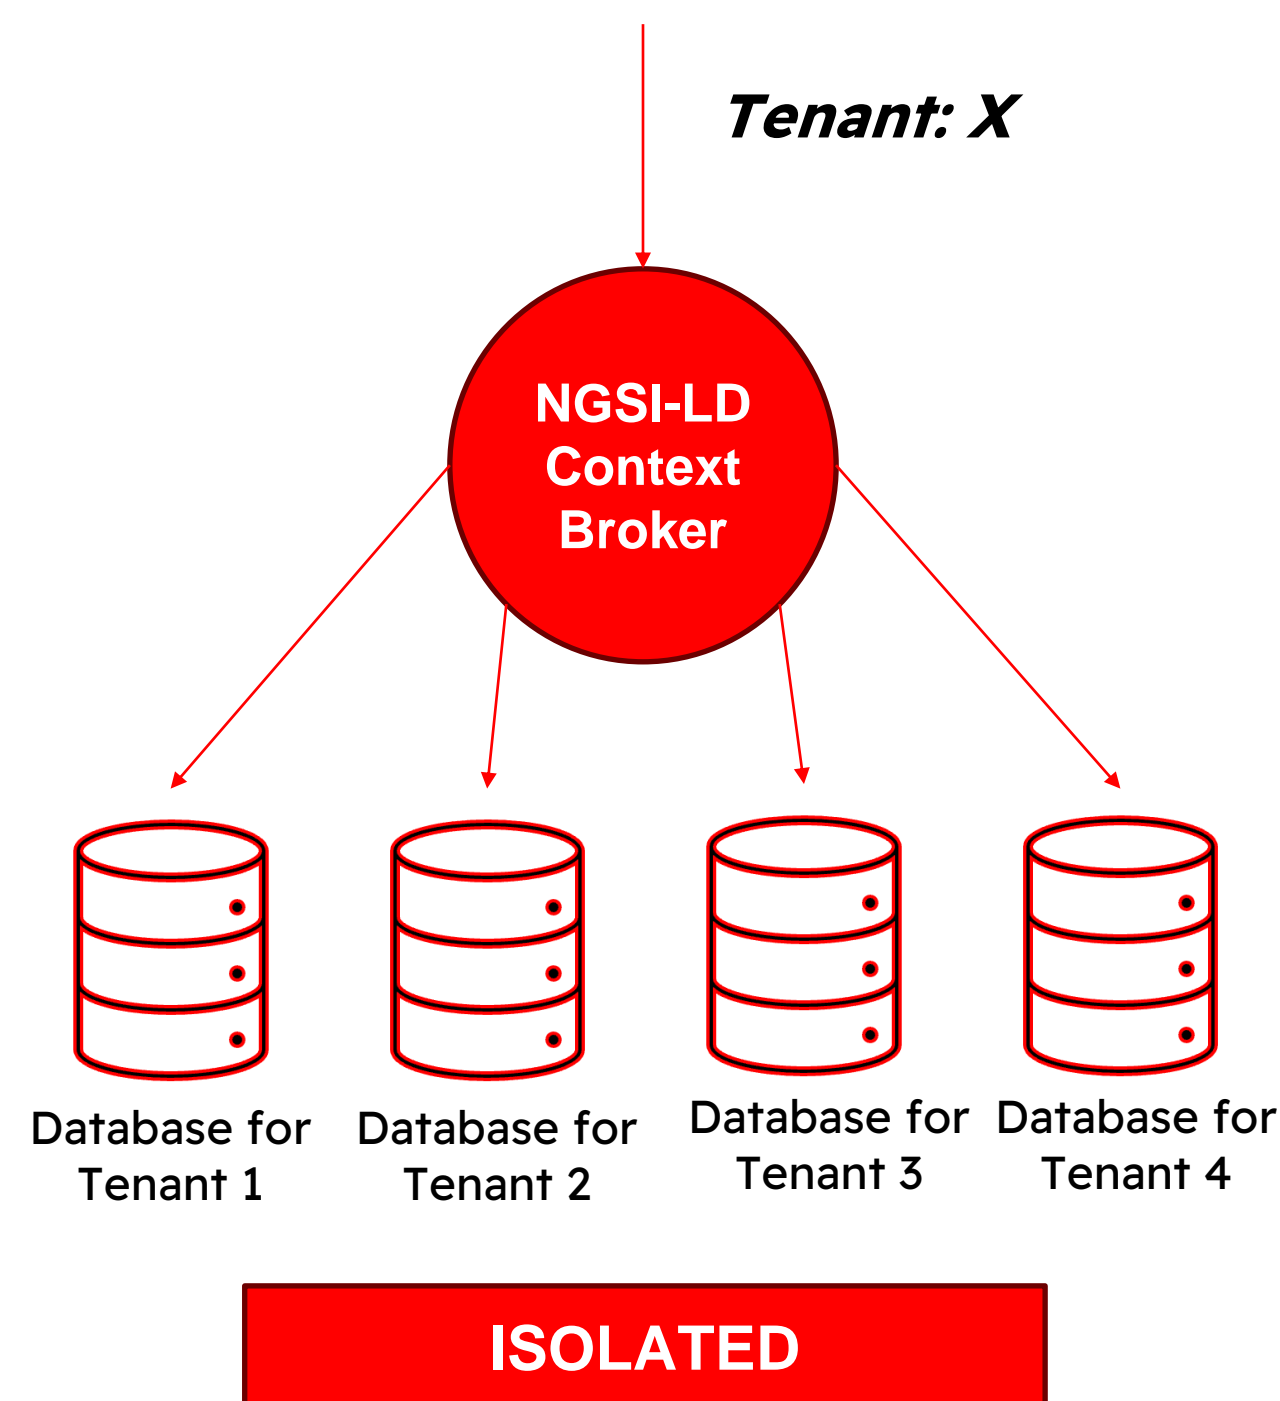 Tenant: X
NGSI-LD
Context
Broker
Database for
Tenant 1
Database for
Tenant 2
Database for
Tenant 3
Database for
Tenant 4
ISOLATED